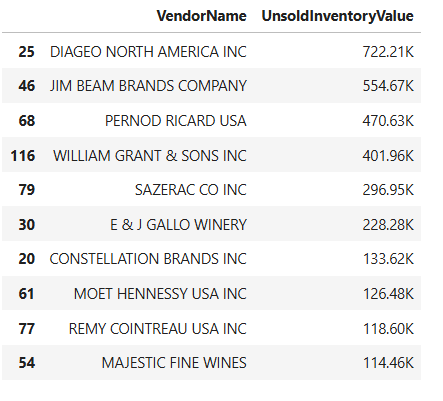 VendorName UnsoldInventoryValue
25 DIAGEO NORTH AMERICA INC 722.21K
46 JIM BEAM BRANDS COMPANY 554.67K
68 PERNOD RICARD USA 470.63K
116 WILLIAM GRANT & SONS INC 401.96K
79 SAZERAC CO INC 296.95K
30 E & J GALLO WINERY 228.28K
20 CONSTELLATION BRANDS INC 133.62K
61 MOET HENNESSY USA INC 126.48K
77 REMY COINTREAU USA INC 118.60K
54 MAJESTIC FINE WINES 114.46K